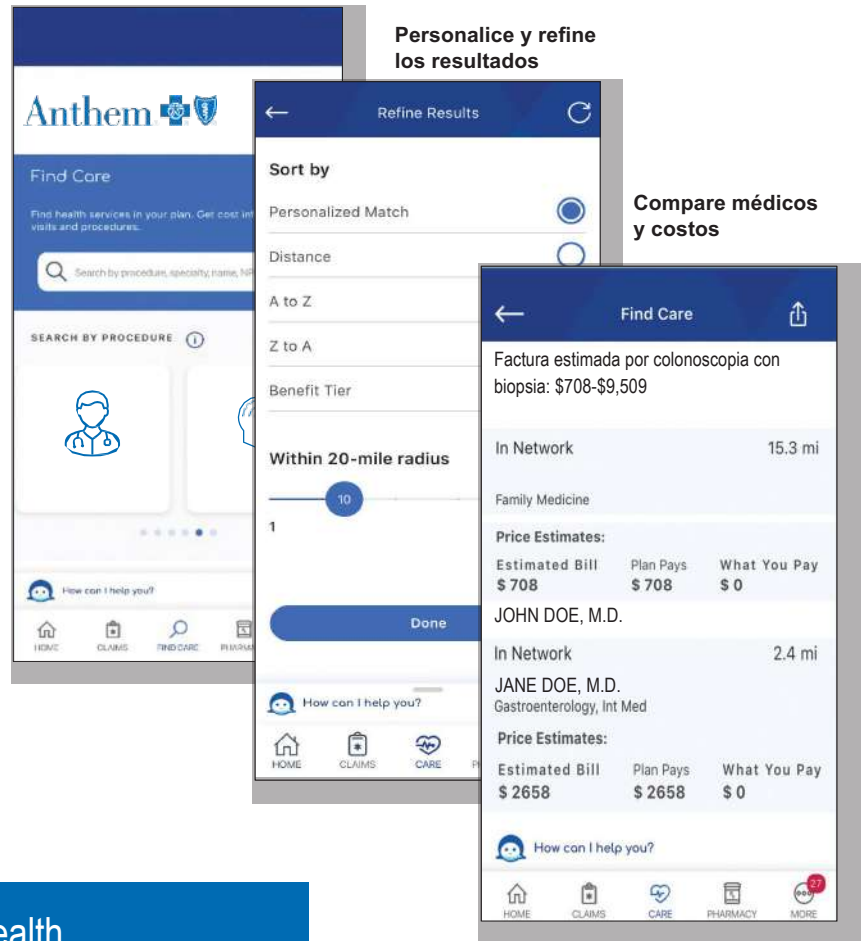 Personalice y refine
los resultados
Anthem
Find Care
Find health services in your plan. Get cost
visits and procedures.
Search by procedure, specialty, name,
SEARCH BY PROCEDURE
How can I help you?
HOME CLAIMS FIND CARE
Refine Results
Sort by
Personalized Match
Distance
A to Z
Z to A
Benefit Tier
Within 20-mile radius
10
1
Done
How can I help you?
HOME CLAIMS CARE
Compare médicos
y costos
Find Care
Factura estimada por colonoscopia con
biopsia: $708-$9,509
In Network 15.3 mi
Family Medicine
Price Estimates:
Estimated Bill Plan Pays What You Pay
$ 708 $ 708 $ 0
JOHN DOE, M.D.
In Network 2.4 mi
JANE DOE, M.D.
Gastroenterology, Int Med
Price Estimates:
Estimated Bill Plan Pays What You Pay
$ 2658 $ 2658 $ 0
How can I help you?
27
HOME CLAIMS CARE PHARMACY MORE